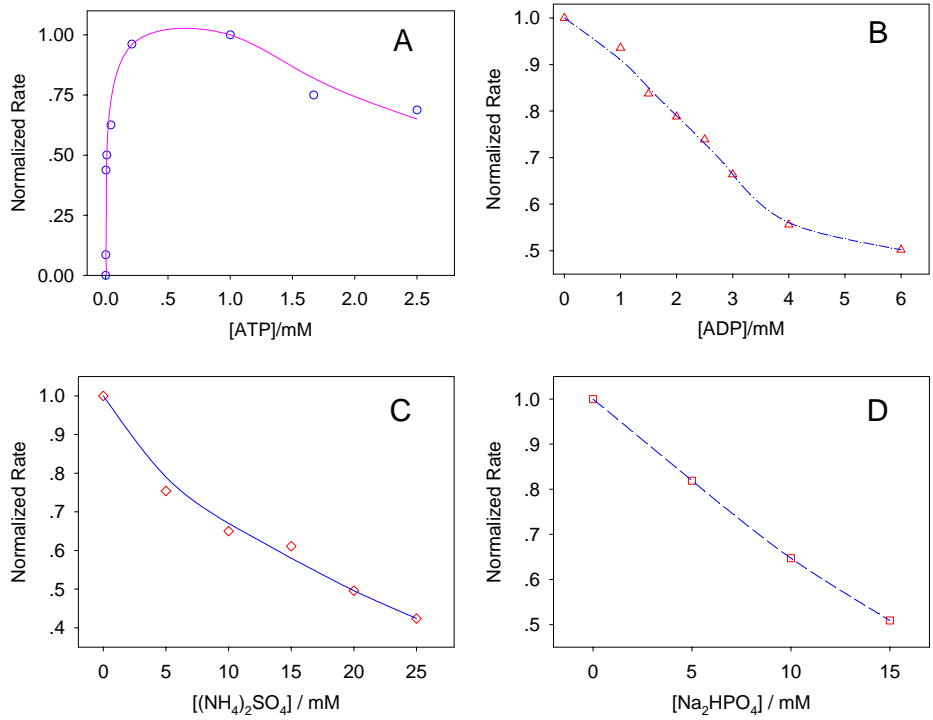 A
1.00
.75
.50
.25
0.00
Normalized Rate
0.0 .5 1.0 1.5 2.0 2.5
[ATP]/mM
B
1.0
.9
.8
.7
.6
.5
Normalized Rate
0 1 2 3 4 5 6
[ADP]/mM
C
1.0
.9
.8
.7
.6
.5
.4
Normalized Rate
0 5 10 15 20 25
[(NH₄)₂SO₄] / mM
D
1.0
.9
.8
.7
.6
.5
Normalized Rate
0 5 10 15
[Na₂HPO₄] / mM